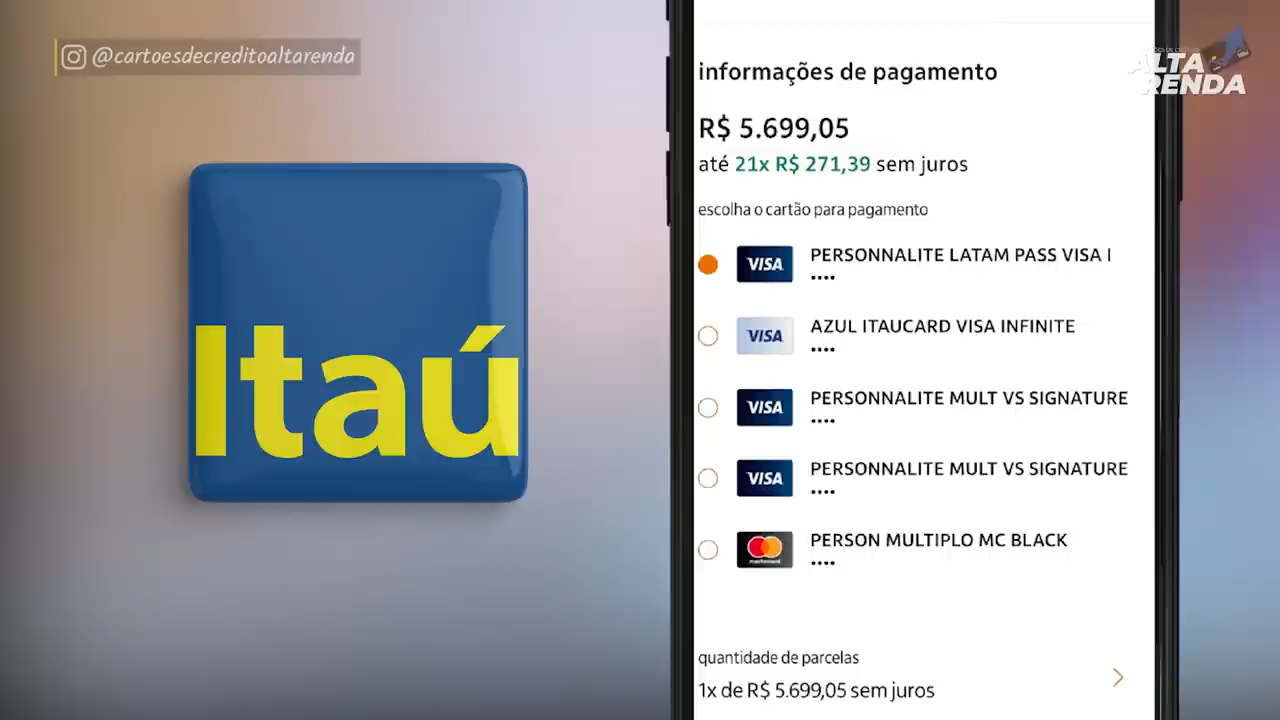 @cartoesdecreditoaltarenda
ALTA
RENDA
Itaú
informações de pagamento
R$ 5.699,05
até 21x R$ 271,39 sem juros
escolha o cartão para pagamento
VISA
PERSONNALITE LATAM PASS VISA I
••••
VISA
AZUL ITAUCARD VISA INFINITE
••••
VISA
PERSONNALITE MULT VS SIGNATURE
••••
VISA
PERSONNALITE MULT VS SIGNATURE
••••
mastercard
PERSON MULTIPLO MC BLACK
••••
quantidade de parcelas
1x de R$ 5.699,05 sem juros